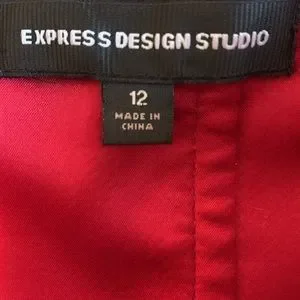 EXPRESS DESIGN STUDIO
12
MADE IN
CHINA